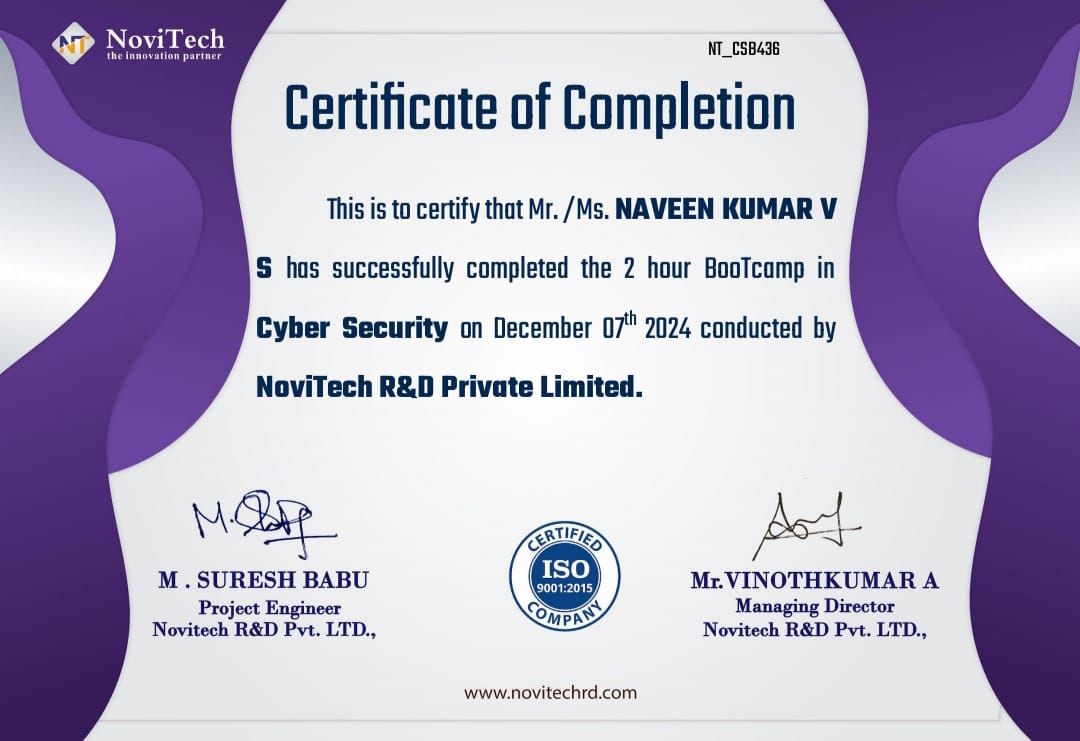 NT
NoviTech
the innovation partner
NT_CSB436
Certificate of Completion
This is to certify that Mr. /Ms. NAVEEN KUMAR V
S has successfully completed the 2 hour BooTcamp in
Cyber Security on December 07th 2024 conducted by
NoviTech R&D Private Limited.
M . SURESH BABU
Project Engineer
Novitech R&D Pvt. LTD.,
CERTIFIED
ISO
9001:2015
COMPANY
Mr.VINOTHKUMAR A
Managing Director
Novitech R&D Pvt. LTD.,
www.novitechrd.com